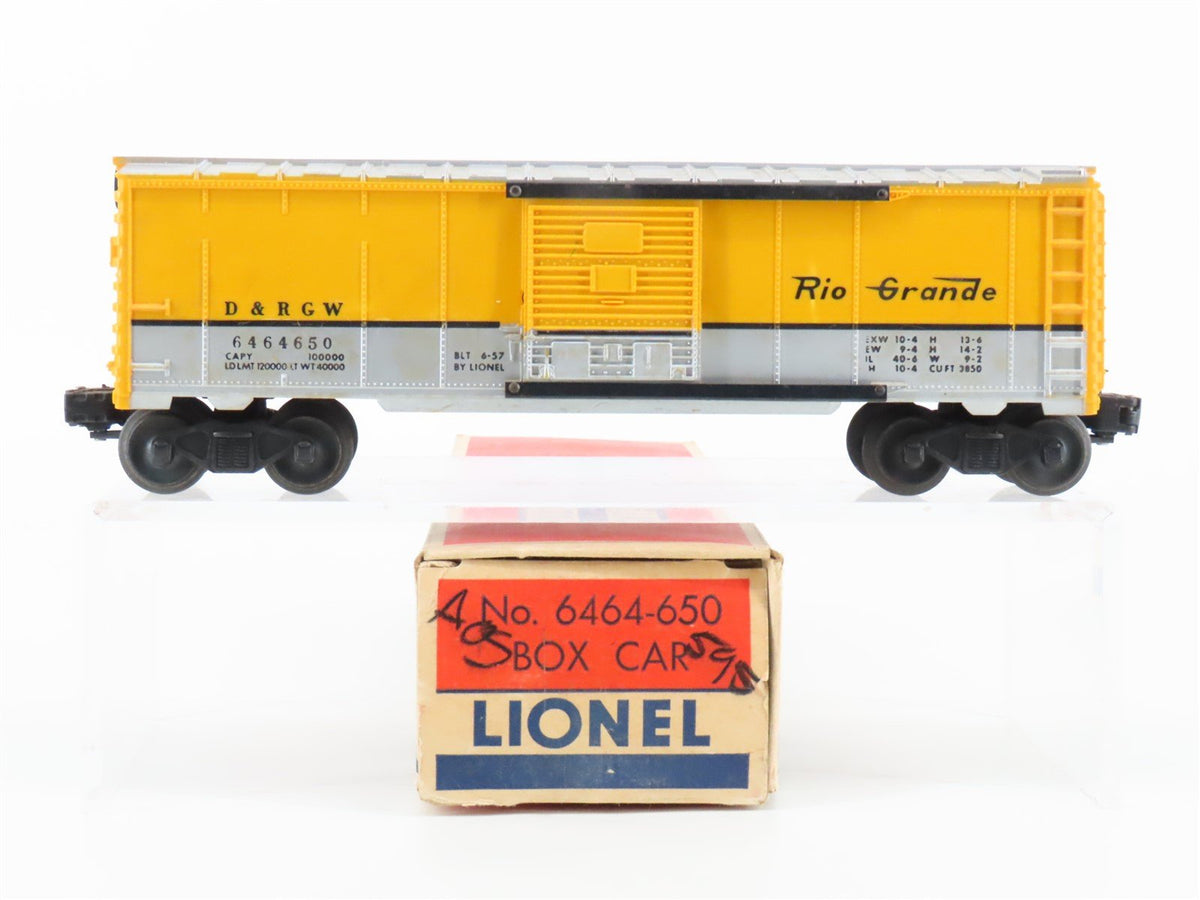 Rio Grande
D & R G W
6464650
CAPY 100000
LD LMT 120000 LT WT 40000
BLT 6-57
BY LIONEL
EXW 10-4 H 13-6
EW 9-4 H 14-2
IL 40-6 W 9-2
H 10-4 CU FT 3850
No. 6464-650
BOX CAR
LIONEL